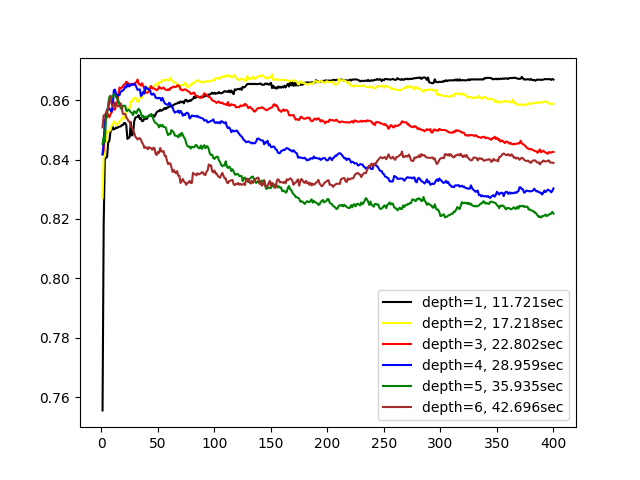 0.86
0.84
0.82
0.80
0.78
0.76
depth=1, 11.721sec
depth=2, 17.218sec
depth=3, 22.802sec
depth=4, 28.959sec
depth=5, 35.935sec
depth=6, 42.696sec
0 50 100 150 200 250 300 350 400